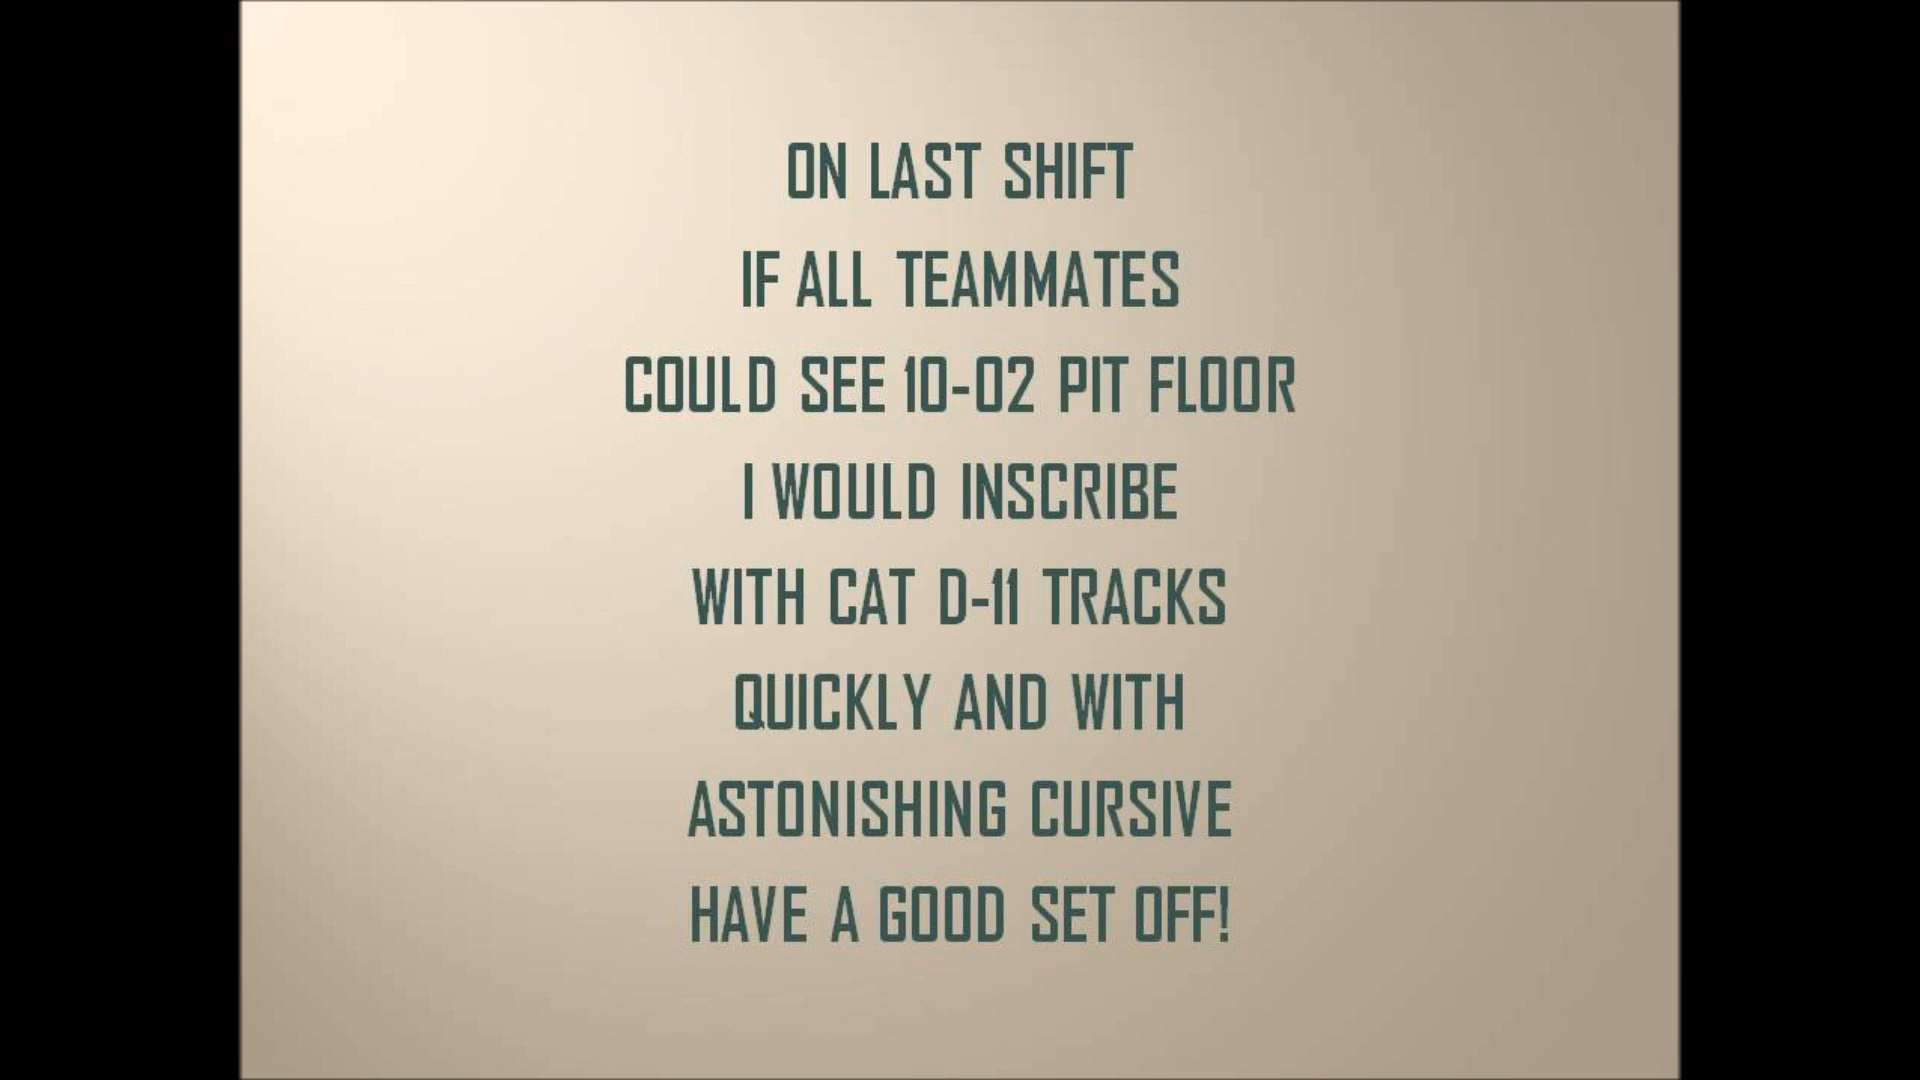 ON LAST SHIFT
IF ALL TEAMMATES
COULD SEE 10-02 PIT FLOOR
I WOULD INSCRIBE
WITH CAT D-11 TRACKS
QUICKLY AND WITH
ASTONISHING CURSIVE
HAVE A GOOD SET OFF!